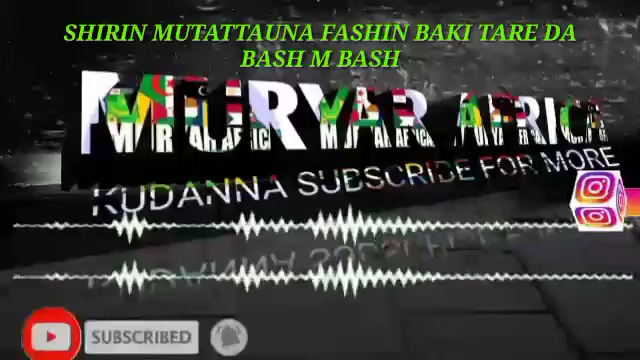 SHIRIN MUTATTAUNA FASHIN BAKI TARE DA
BASH M BASH
MURYAR AFRICA
KUDANNA SUBSCRIBE FOR MORE
SUBSCRIBED